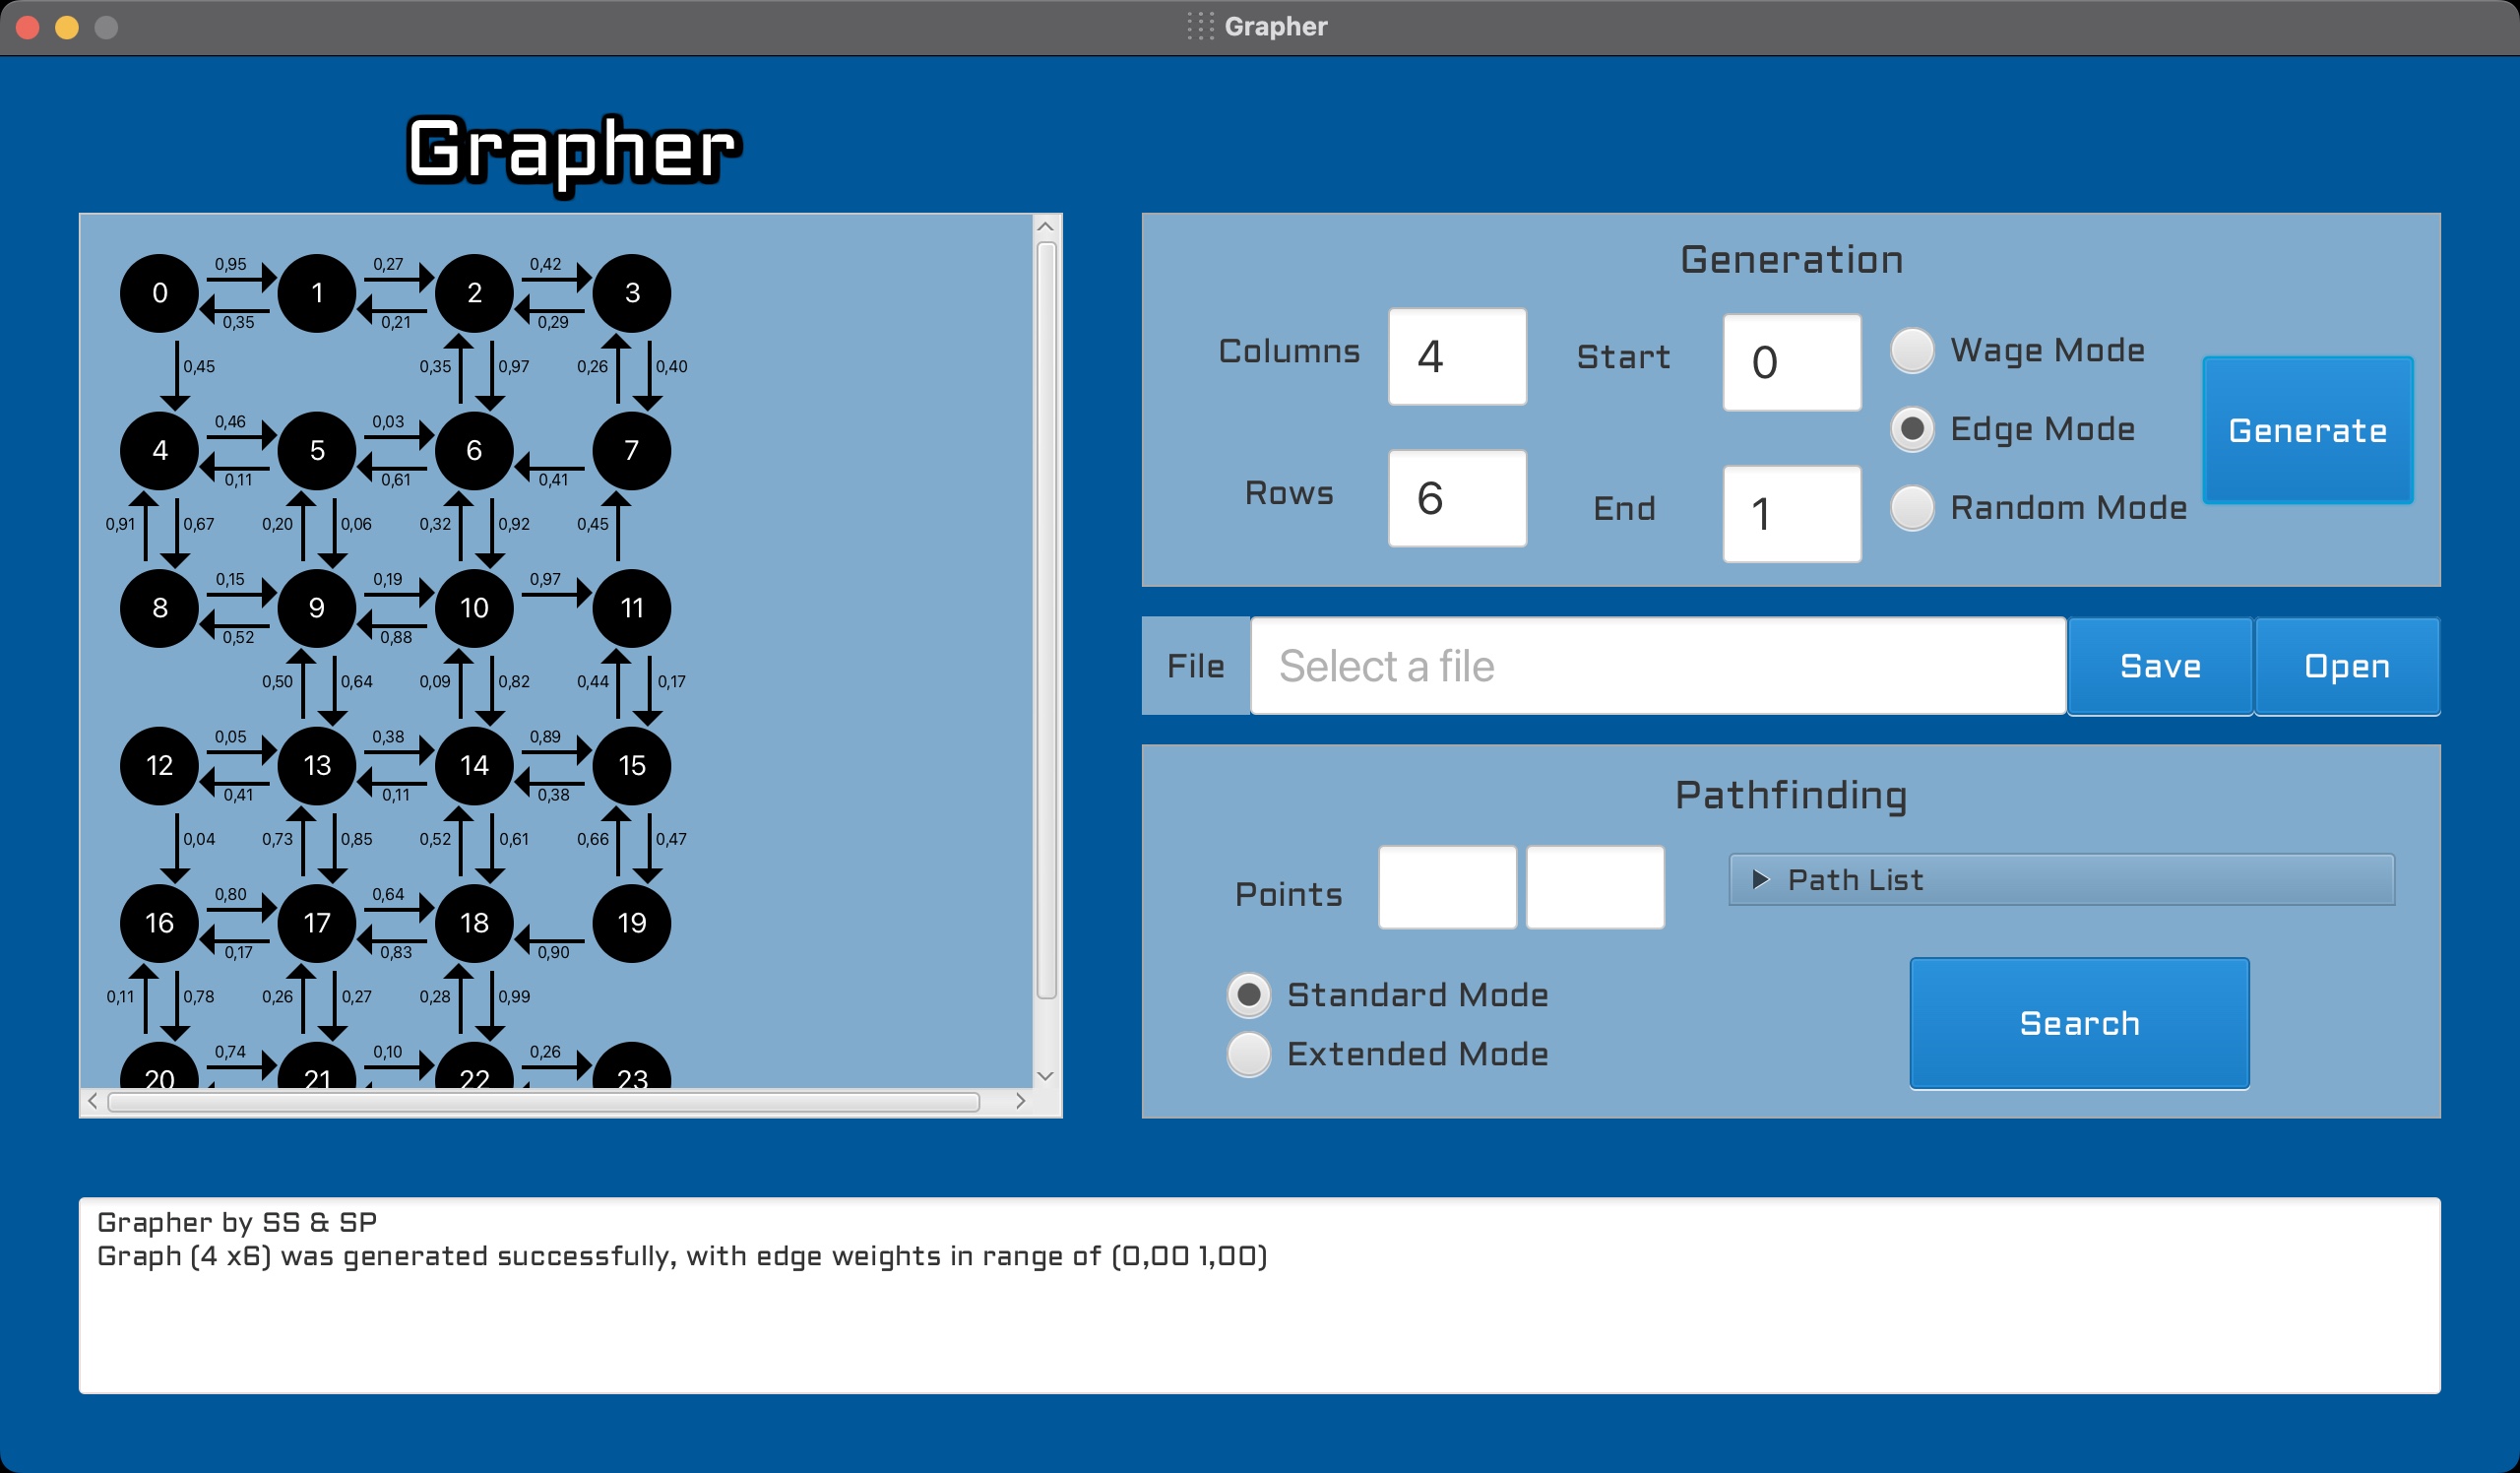 Grapher
Grapher
0,95 0,27 0,42
0 1 2 3
0,35 0,21 0,29
0,45 0,35 0,97 0,26 0,40
0,46 0,03
4 5 6 7
0,11 0,61 0,41
0,91 0,67 0,20 0,06 0,32 0,92 0,45
0,15 0,19 0,97
8 9 10 11
0,52 0,88
0,50 0,64 0,09 0,82 0,44 0,17
0,05 0,38 0,89
12 13 14 15
0,41 0,11 0,38
0,04 0,73 0,85 0,52 0,61 0,66 0,47
0,80 0,64
16 17 18 19
0,17 0,83 0,90
0,11 0,78 0,26 0,27 0,28 0,99
0,74 0,10 0,26
20 21 22 23
Generation
Columns 4 Start 0
Rows 6 End 1
Wage Mode
Edge Mode
Random Mode
Generate
File Select a file Save Open
Pathfinding
Points
Path List
Standard Mode
Extended Mode
Search
Grapher by SS & SP
Graph (4 x6) was generated successfully, with edge weights in range of (0,00 1,00)